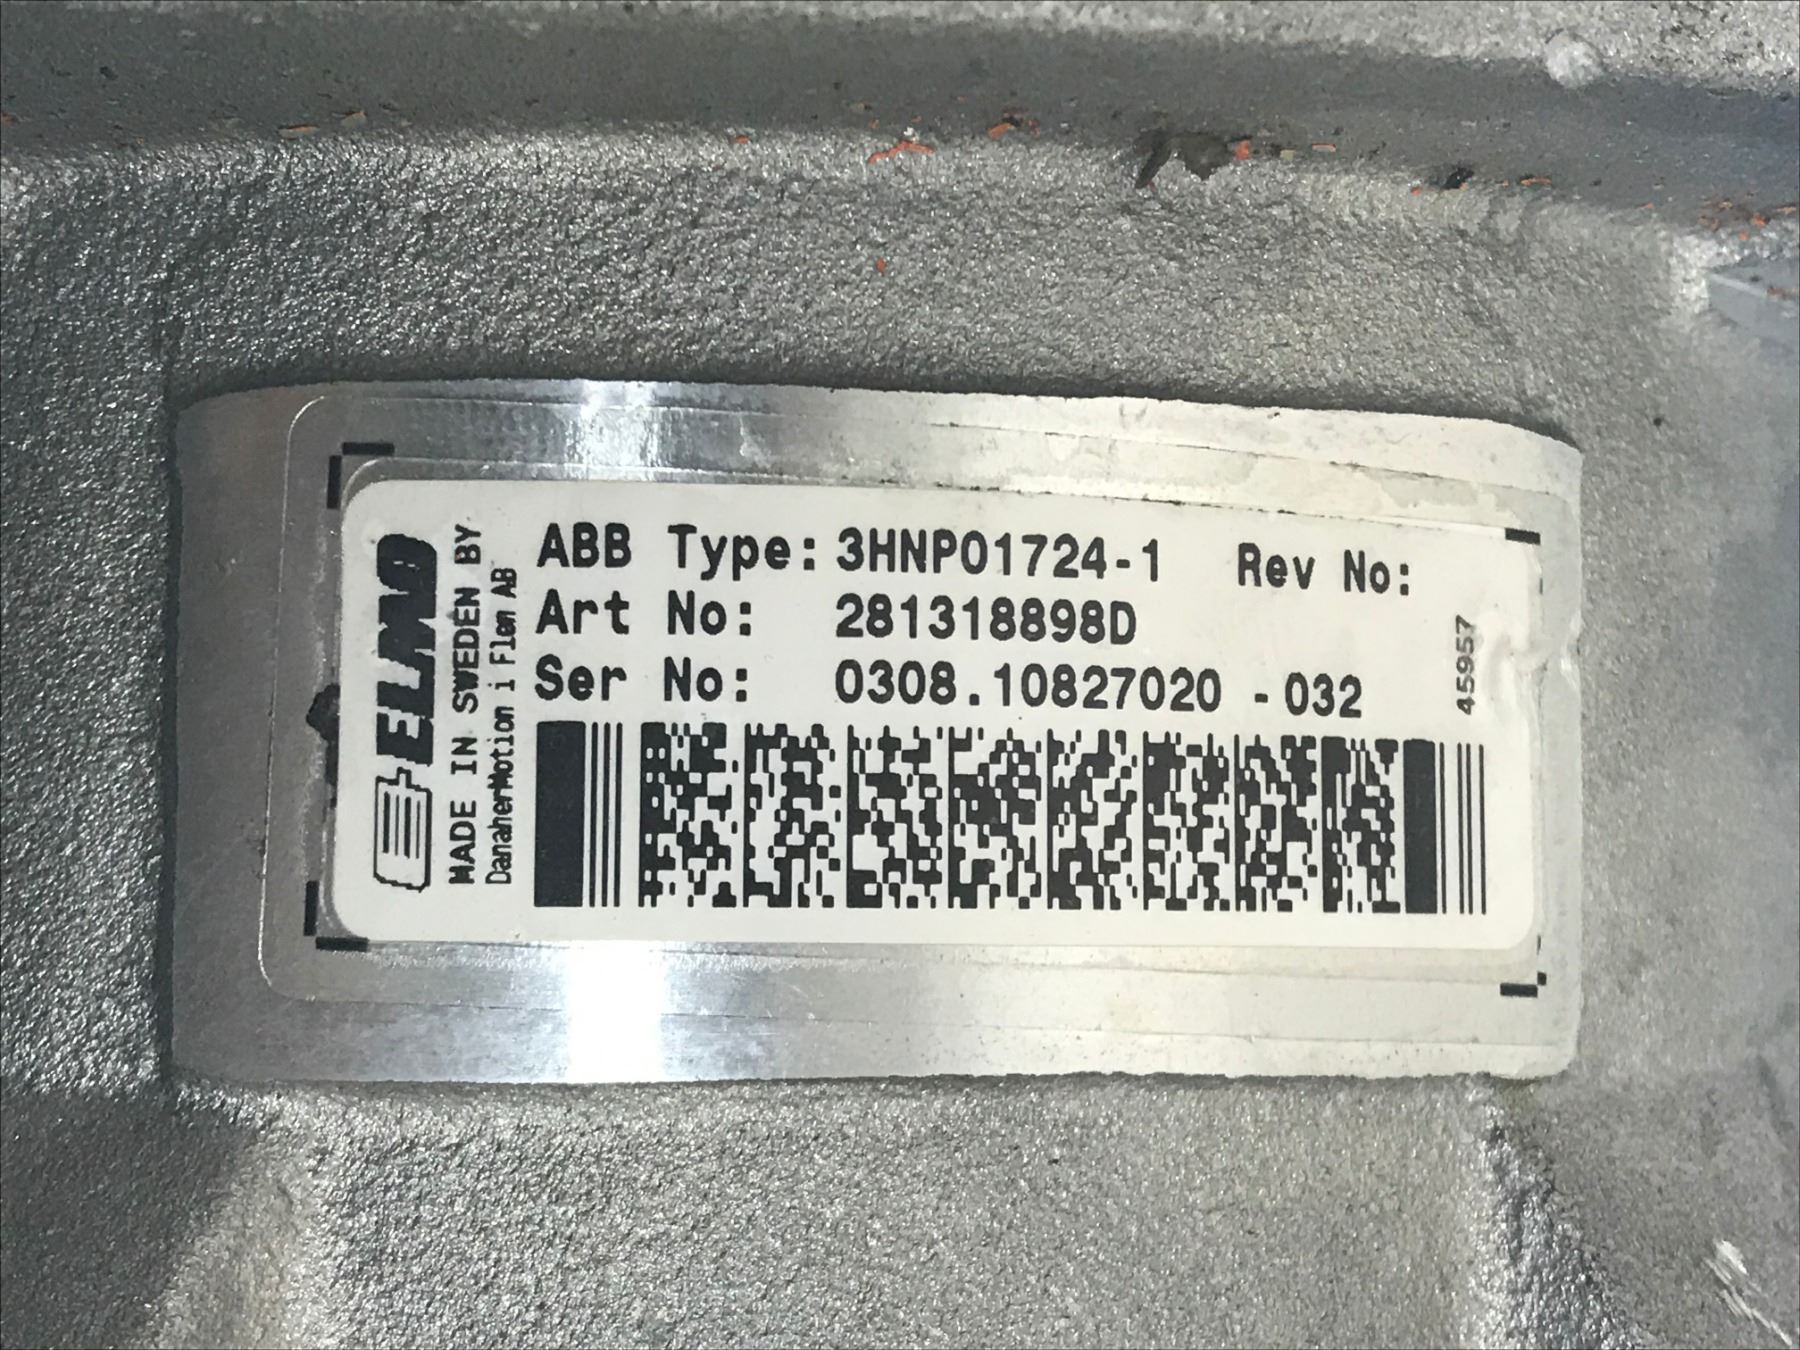 ELMO
MADE IN SWEDEN BY
DanaherMotion i Flen AB
ABB Type: 3HNP01724-1 Rev No:
Art No: 281318898D
Ser No: 0308.10827020 -032
45957